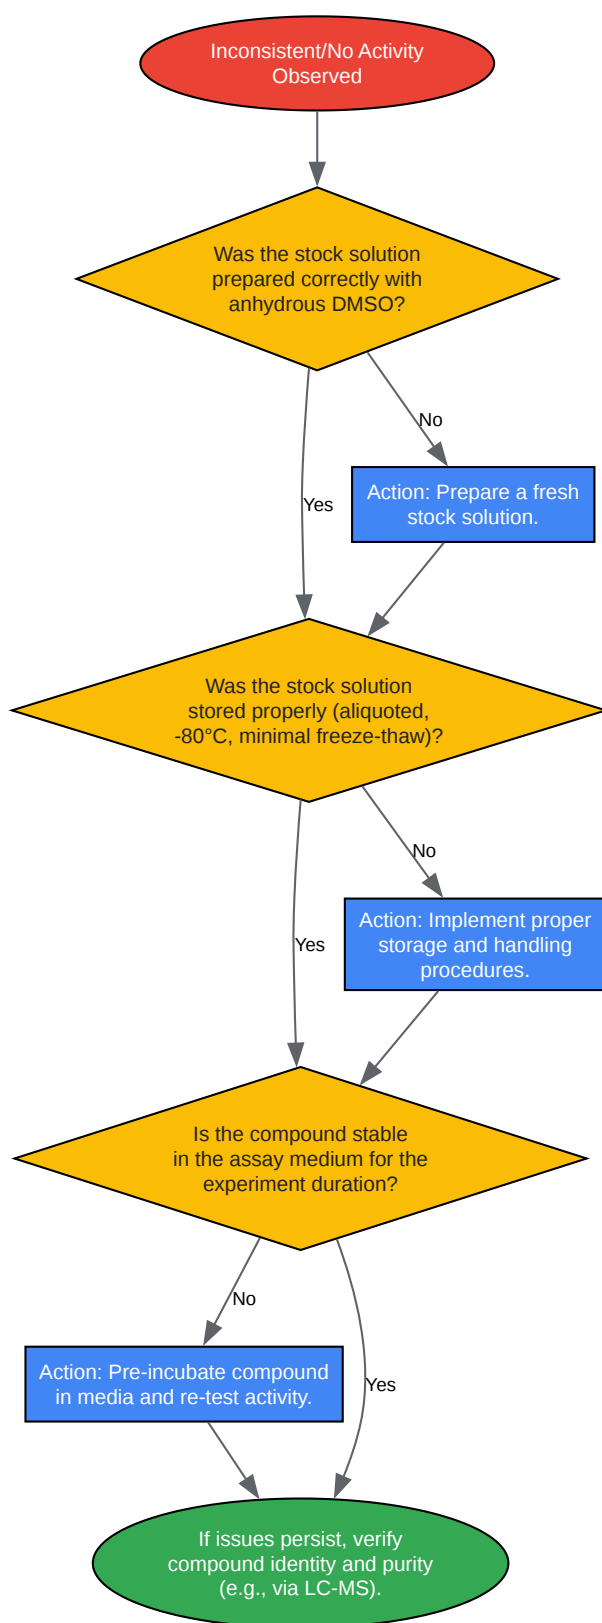 Inconsistent/No Activity
Observed
Was the stock solution
prepared correctly with
anhydrous DMSO?
No
Yes
Action: Prepare a fresh
stock solution.
Was the stock solution
stored properly (aliquoted,
-80°C, minimal freeze-thaw)?
No
Yes
Action: Implement proper
storage and handling
procedures.
Is the compound stable
in the assay medium for the
experiment duration?
No
Yes
Action: Pre-incubate compound
in media and re-test activity.
If issues persist, verify
compound identity and purity
(e.g., via LC-MS).